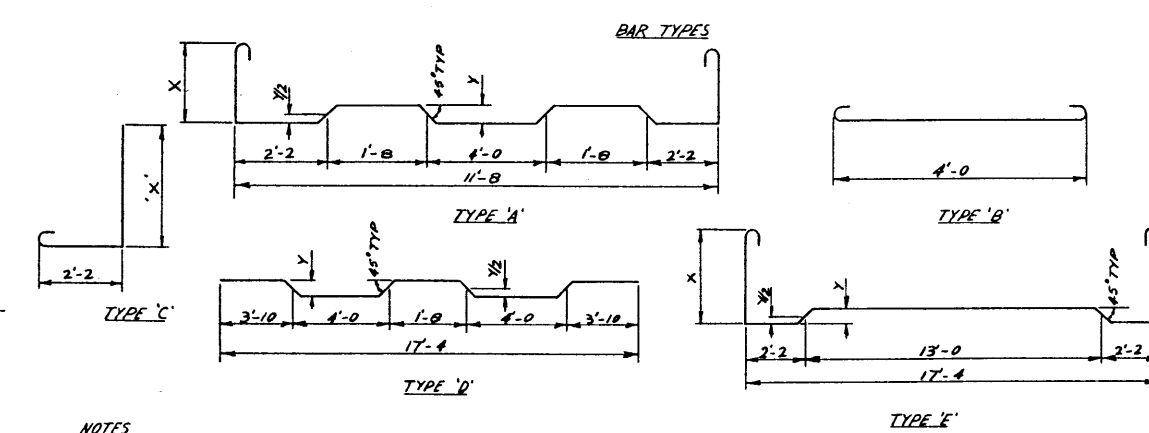 BAR TYPES
X
Y/2
45° TYP
Y
2'-2
1'-8
4'-0
1'-8
2'-2
11'-8
TYPE 'A'
4'-0
TYPE 'B'
'X'
2'-2
TYPE 'C'
Y
45° TYP
Y/2
3'-10
4'-0
1'-8
4'-0
3'-10
17'-4
TYPE 'D'
X
Y/2
Y
45° TYP
2'-2
13'-0
2'-2
17'-4
TYPE 'E'
NOTES